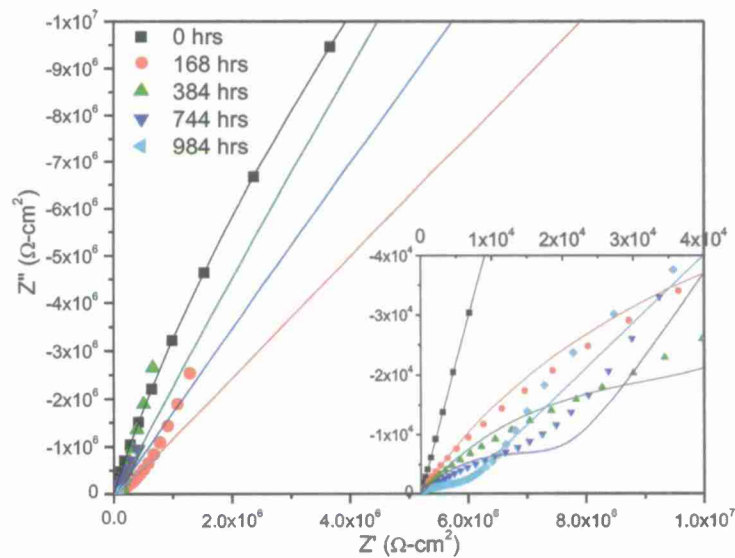 -1x10⁷
-9x10⁶
-8x10⁶
-7x10⁶
-6x10⁶
-5x10⁶
-4x10⁶
-3x10⁶
-2x10⁶
-1x10⁶
0
Z'' (Ω-cm²)
0 hrs
168 hrs
384 hrs
744 hrs
984 hrs
0 1x10⁴ 2x10⁴ 3x10⁴ 4x10⁴
-4x10⁴
-3x10⁴
-2x10⁴
-1x10⁴
0
0.0 2.0x10⁶ 4.0x10⁶ 6.0x10⁶ 8.0x10⁶ 1.0x10⁷
Z' (Ω-cm²)